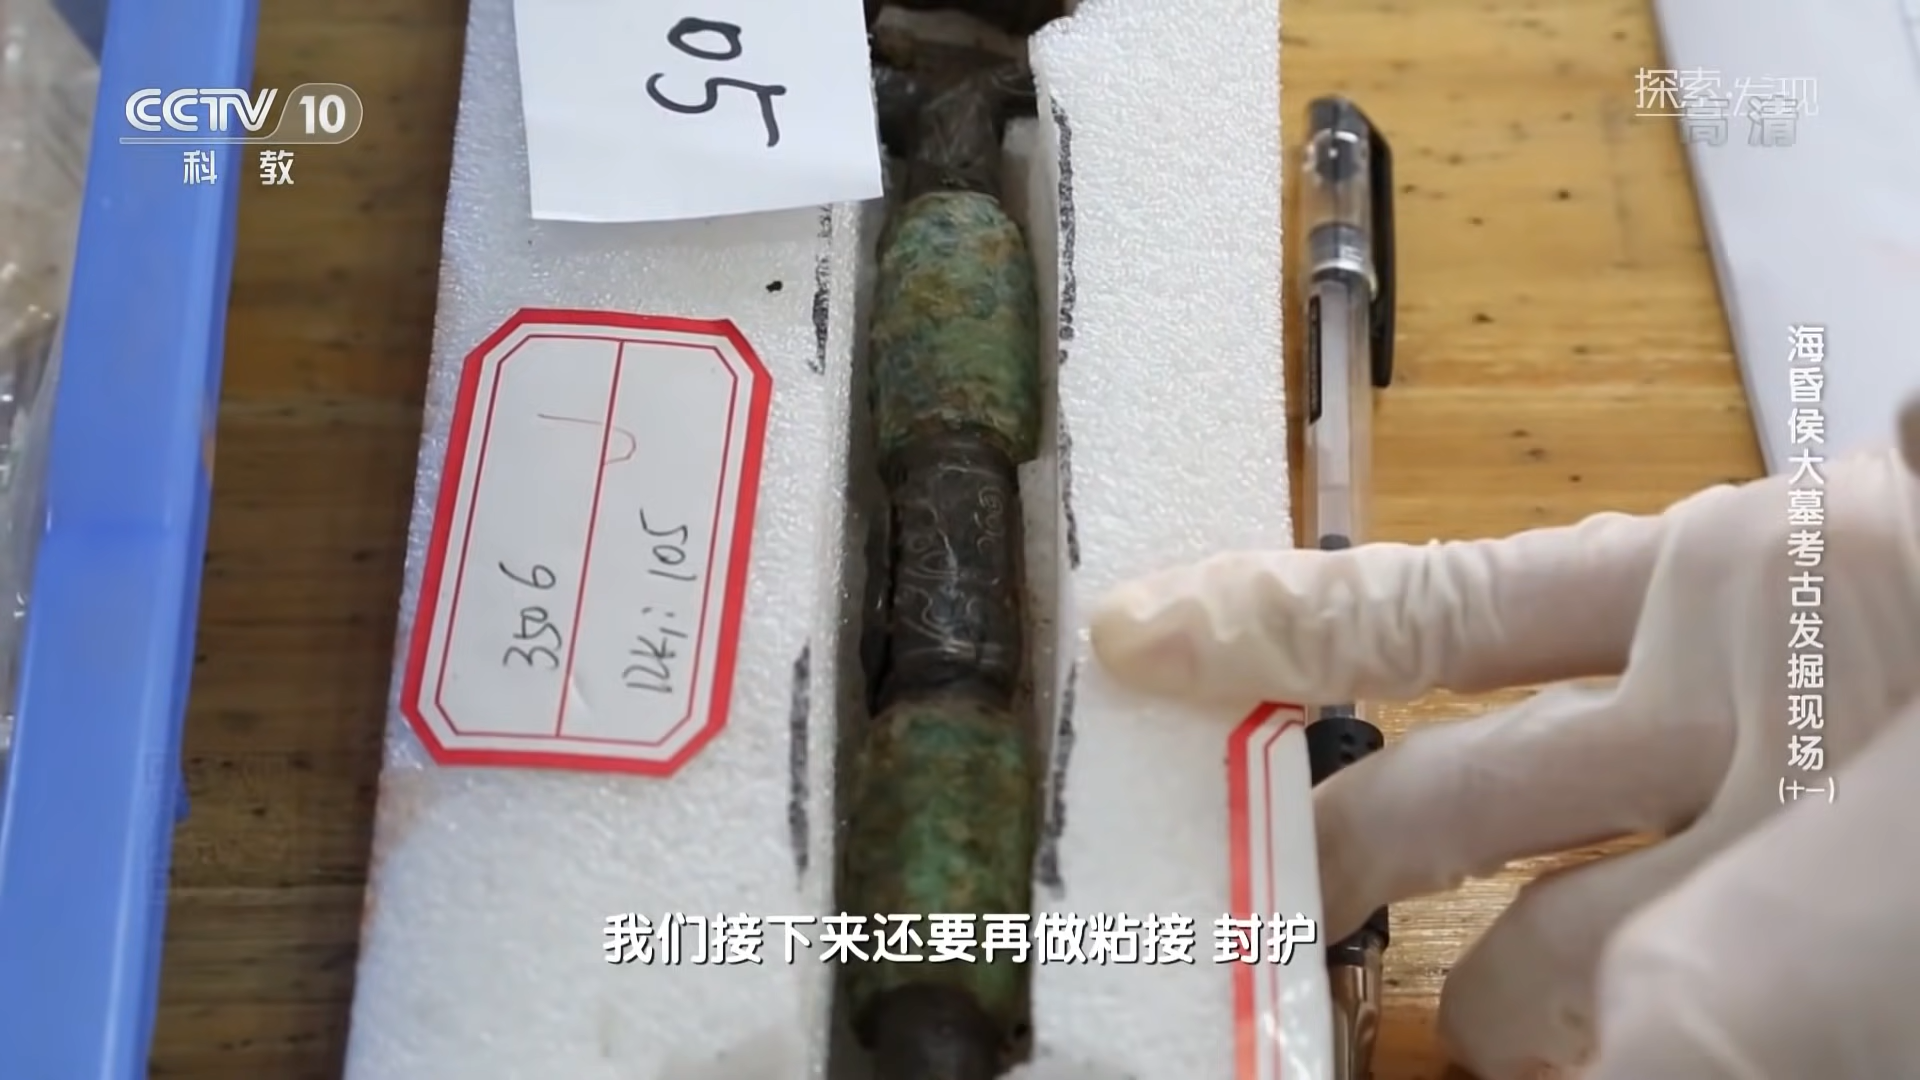 CCTV 10
科 教
探索·发现
高清
05
3506
12K1:105
海昏侯大墓考古发掘现场
(十一)
我们接下来还要再做粘接 封护